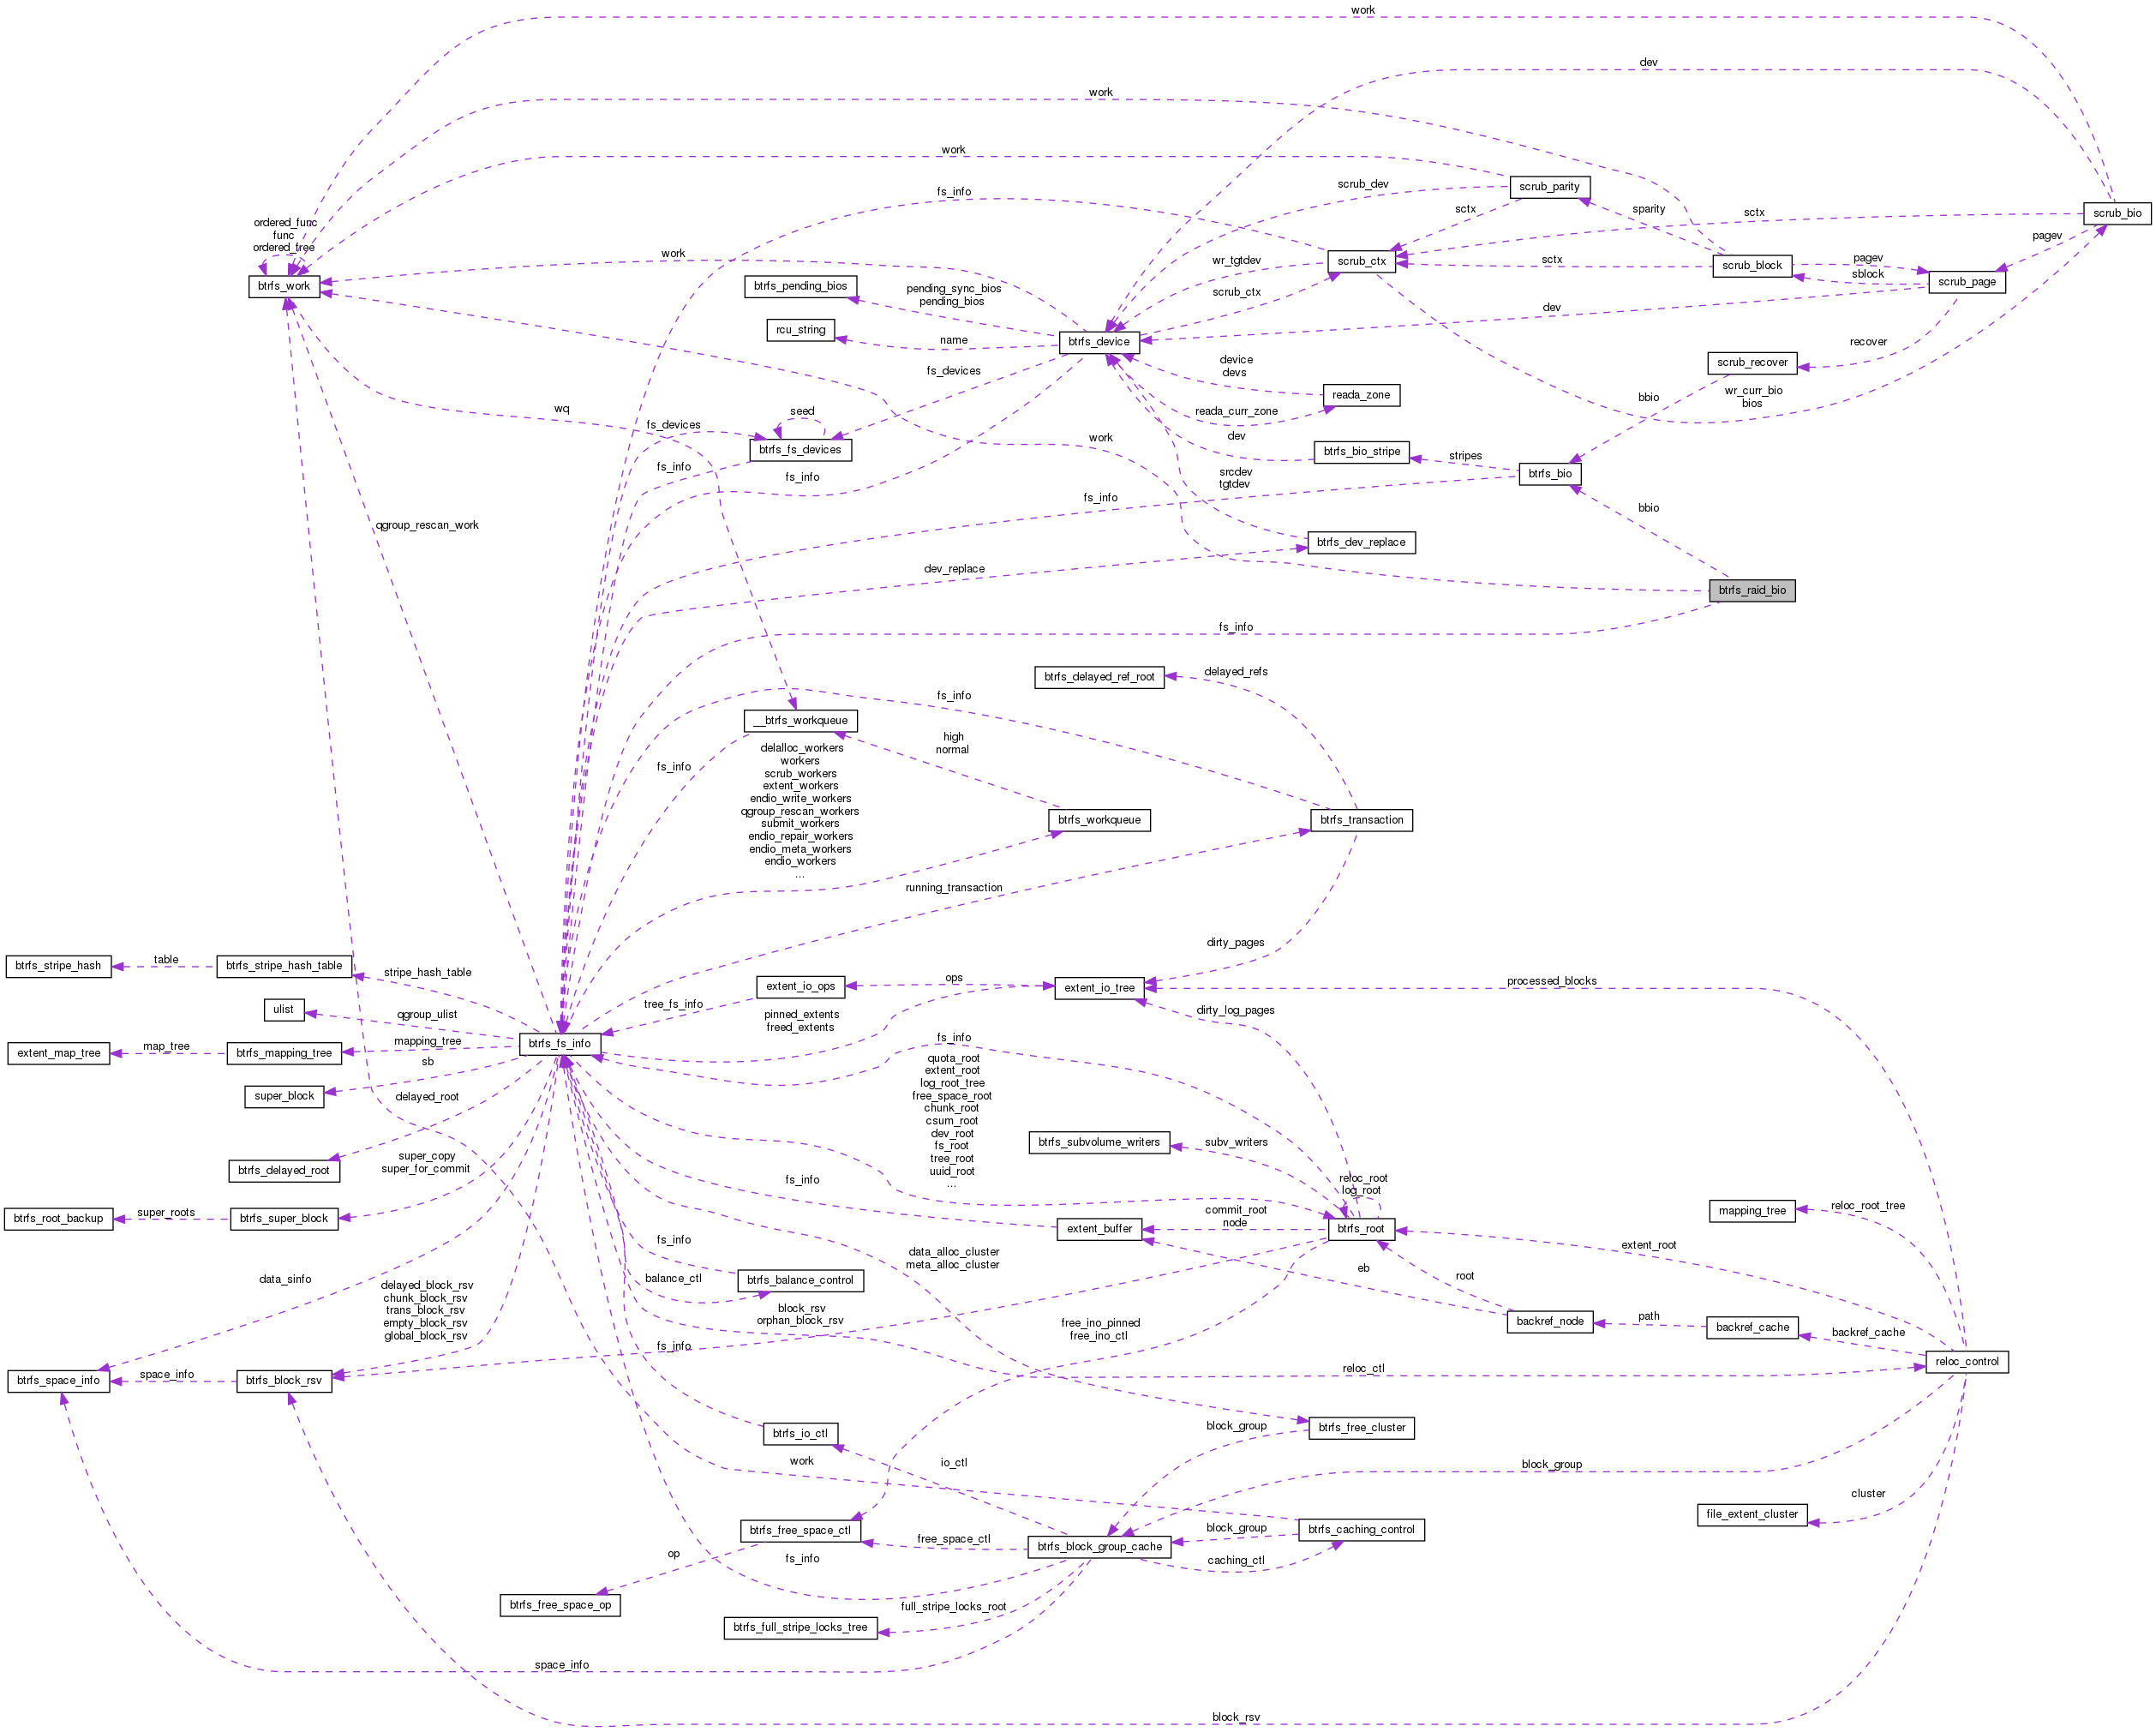 work
dev
work
work
scrub_parity
scrub_dev
fs_info
sctx
sparity
sctx
scrub_bio
ordered_func
func
ordered_free
pagev
work
wr_tgtdev
scrub_ctx
sctx
scrub_block
pagev
sblock
scrub_page
btrfs_work
btrfs_pending_bios
pending_sync_bios
pending_bios
scrub_ctx
dev
rcu_string
name
btrfs_device
recover
device
devs
scrub_recover
fs_devices
reada_zone
bbio
wr_curr_bio
bios
wq
seed
reada_curr_zone
fs_devices
dev
work
btrfs_fs_devices
btrfs_bio_stripe
stripes
btrfs_bio
fs_info
fs_info
srcdev
tgtdev
fs_info
bbio
qgroup_rescan_work
btrfs_dev_replace
dev_replace
btrfs_raid_bio
fs_info
btrfs_delayed_ref_root
delayed_refs
fs_info
__btrfs_workqueue
high
normal
fs_info
delalloc_workers
workers
scrub_workers
extent_workers
endio_write_workers
qgroup_rescan_workers
submit_workers
endio_repair_workers
endio_meta_workers
endio_workers
...
btrfs_workqueue
btrfs_transaction
running_transaction
dirty_pages
btrfs_stripe_hash
table
btrfs_stripe_hash_table
stripe_hash_table
extent_io_ops
ops
extent_io_tree
processed_blocks
tree_fs_info
ulist
qgroup_ulist
pinned_extents
freed_extents
dirty_log_pages
extent_map_tree
map_tree
btrfs_mapping_tree
mapping_tree
btrfs_fs_info
fs_info
sb
super_block
delayed_root
quota_root
extent_root
log_root_tree
free_space_root
chunk_root
csum_root
dev_root
fs_root
tree_root
uuid_root
...
btrfs_subvolume_writers
subv_writers
btrfs_delayed_root
super_copy
super_for_commit
fs_info
reloc_root
log_root
btrfs_root_backup
super_roots
btrfs_super_block
extent_buffer
commit_root
node
btrfs_root
mapping_tree
reloc_root_tree
fs_info
data_alloc_cluster
meta_alloc_cluster
extent_root
data_sinfo
balance_ctl
btrfs_balance_control
eb
root
delayed_block_rsv
chunk_block_rsv
trans_block_rsv
empty_block_rsv
global_block_rsv
block_rsv
orphan_block_rsv
free_ino_pinned
free_ino_ctl
backref_node
path
backref_cache
backref_cache
fs_info
reloc_control
btrfs_space_info
space_info
btrfs_block_rsv
reloc_ctl
btrfs_io_ctl
block_group
btrfs_free_cluster
work
io_ctl
block_group
cluster
file_extent_cluster
btrfs_free_space_ctl
free_space_ctl
btrfs_block_group_cache
block_group
btrfs_caching_control
op
fs_info
caching_ctl
btrfs_free_space_op
full_stripe_locks_root
btrfs_full_stripe_locks_tree
space_info
block_rsv